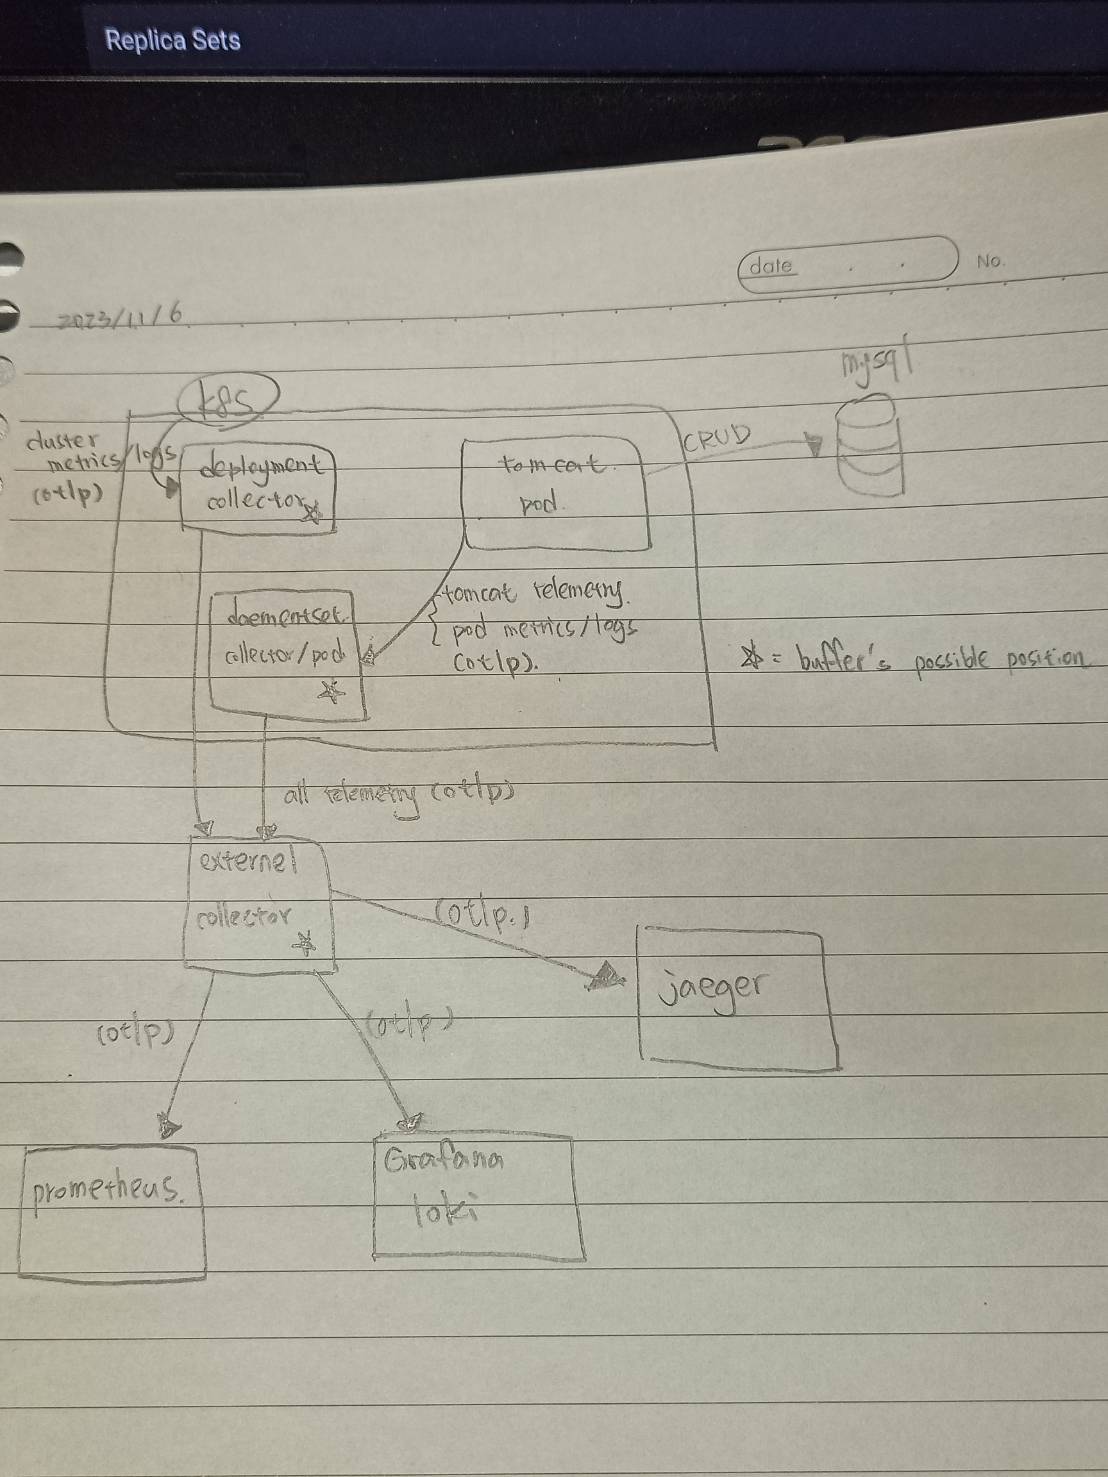 Replica Sets
date . .
No.
2023/11/6
k8s
mysql
cluster
metrics/logs
(otlp)
deployment
collector
tomcat
pod.
CRUD
daemonset
collector/pod
tomcat telemetry.
pod metrics/logs
(otlp).
= buffer's possible position
all telemetry (otlp)
externel
collector
(otlp.)
jaeger
(otlp)
(otlp)
prometheus.
Grafana
loki